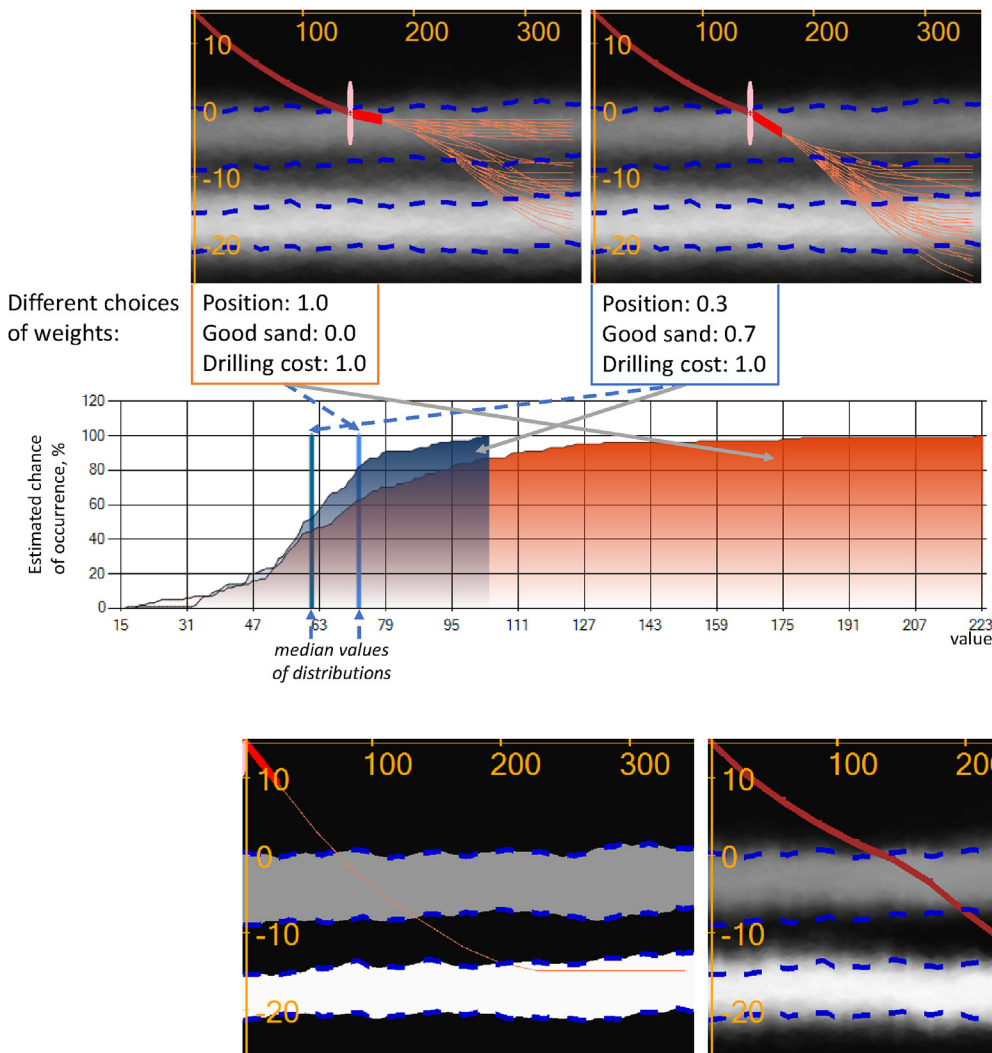 100 200 300
10
0
-10
-20
100 200 300
10
0
-10
-20
Different choices
of weights:
Position: 1.0
Good sand: 0.0
Drilling cost: 1.0
Position: 0.3
Good sand: 0.7
Drilling cost: 1.0
Estimated chance
of occurrence, %
120
100
80
60
40
20
0
15 31 47 63 79 95 111 127 143 159 175 191 207 223
value
median values
of distributions
100 200 300
10
0
-10
-20
100
10
0
-10
-20